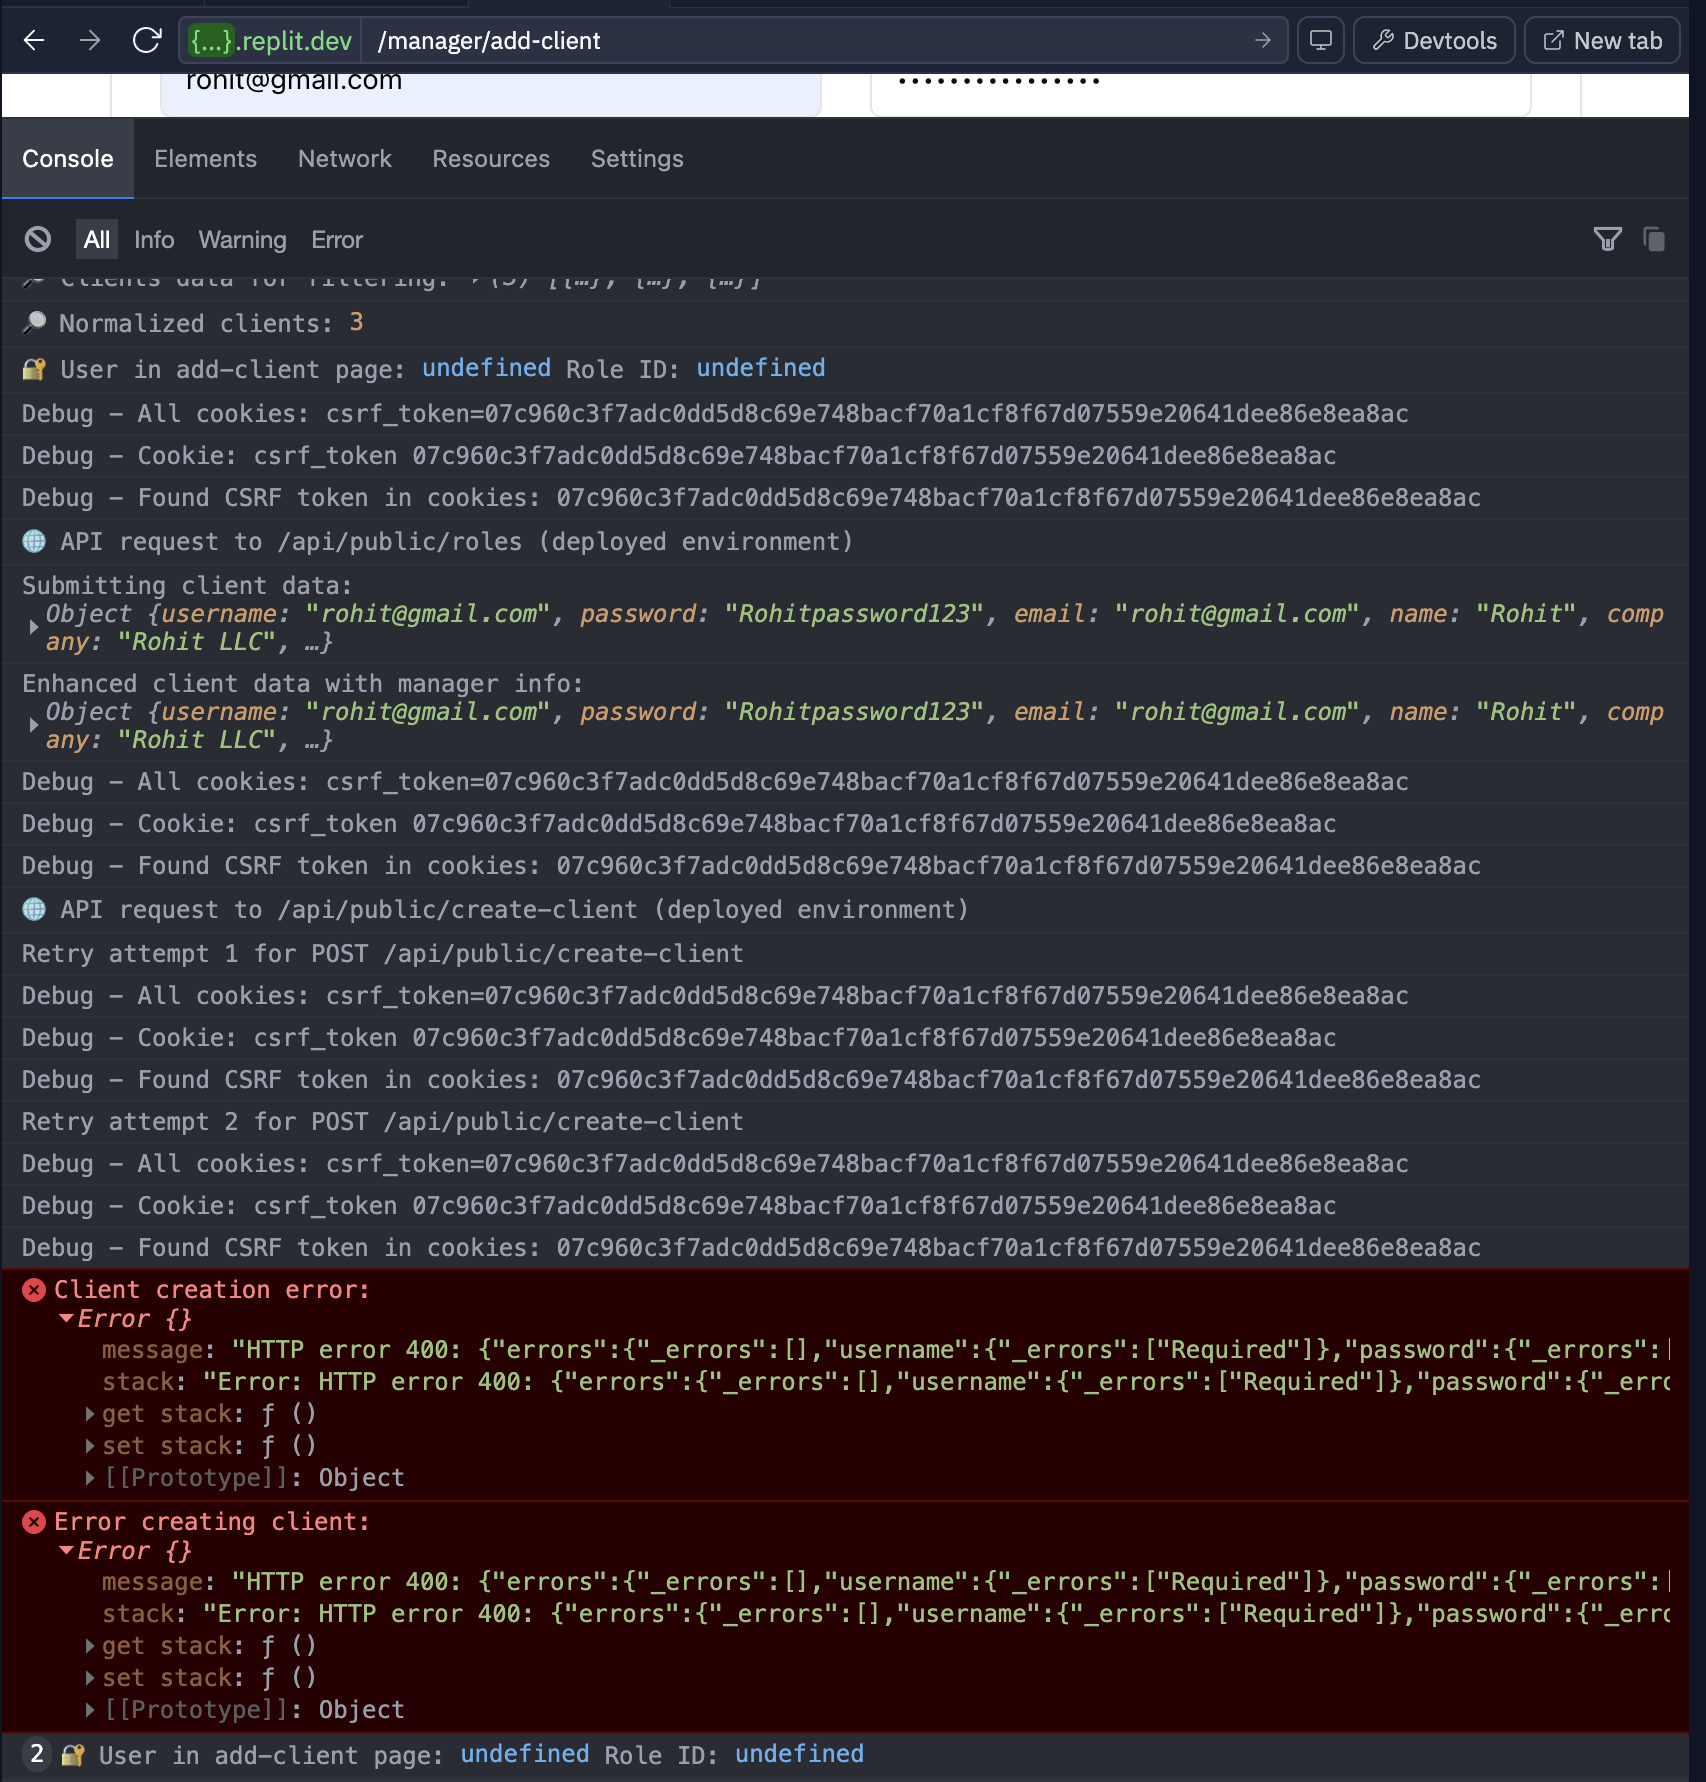 {...}.replit.dev /manager/add-client Devtools New tab
rohit@gmail.com ••••••••••••••••
Console Elements Network Resources Settings
All Info Warning Error
🔎 Clients data for filtering: ▸(3) [{…}, {…}, {…}]
🔎 Normalized clients: 3
🔐 User in add-client page: undefined Role ID: undefined
Debug – All cookies: csrf_token=07c960c3f7adc0dd5d8c69e748bacf70a1cf8f67d07559e20641dee86e8ea8ac
Debug – Cookie: csrf_token 07c960c3f7adc0dd5d8c69e748bacf70a1cf8f67d07559e20641dee86e8ea8ac
Debug – Found CSRF token in cookies: 07c960c3f7adc0dd5d8c69e748bacf70a1cf8f67d07559e20641dee86e8ea8ac
🌐 API request to /api/public/roles (deployed environment)
Submitting client data:
Object {username: "rohit@gmail.com", password: "Rohitpassword123", email: "rohit@gmail.com", name: "Rohit", comp
any: "Rohit LLC", …}
Enhanced client data with manager info:
Object {username: "rohit@gmail.com", password: "Rohitpassword123", email: "rohit@gmail.com", name: "Rohit", comp
any: "Rohit LLC", …}
Debug – All cookies: csrf_token=07c960c3f7adc0dd5d8c69e748bacf70a1cf8f67d07559e20641dee86e8ea8ac
Debug – Cookie: csrf_token 07c960c3f7adc0dd5d8c69e748bacf70a1cf8f67d07559e20641dee86e8ea8ac
Debug – Found CSRF token in cookies: 07c960c3f7adc0dd5d8c69e748bacf70a1cf8f67d07559e20641dee86e8ea8ac
🌐 API request to /api/public/create-client (deployed environment)
Retry attempt 1 for POST /api/public/create-client
Debug – All cookies: csrf_token=07c960c3f7adc0dd5d8c69e748bacf70a1cf8f67d07559e20641dee86e8ea8ac
Debug – Cookie: csrf_token 07c960c3f7adc0dd5d8c69e748bacf70a1cf8f67d07559e20641dee86e8ea8ac
Debug – Found CSRF token in cookies: 07c960c3f7adc0dd5d8c69e748bacf70a1cf8f67d07559e20641dee86e8ea8ac
Retry attempt 2 for POST /api/public/create-client
Debug – All cookies: csrf_token=07c960c3f7adc0dd5d8c69e748bacf70a1cf8f67d07559e20641dee86e8ea8ac
Debug – Cookie: csrf_token 07c960c3f7adc0dd5d8c69e748bacf70a1cf8f67d07559e20641dee86e8ea8ac
Debug – Found CSRF token in cookies: 07c960c3f7adc0dd5d8c69e748bacf70a1cf8f67d07559e20641dee86e8ea8ac
Client creation error:
Error {}
message: "HTTP error 400: {"errors":{"_errors":[],"username":{"_errors":["Required"]},"password":{"_errors":[
stack: "Error: HTTP error 400: {"errors":{"_errors":[],"username":{"_errors":["Required"]},"password":{"_erro
get stack: ƒ ()
set stack: ƒ ()
[[Prototype]]: Object
Error creating client:
Error {}
message: "HTTP error 400: {"errors":{"_errors":[],"username":{"_errors":["Required"]},"password":{"_errors":[
stack: "Error: HTTP error 400: {"errors":{"_errors":[],"username":{"_errors":["Required"]},"password":{"_erro
get stack: ƒ ()
set stack: ƒ ()
[[Prototype]]: Object
2 🔐 User in add-client page: undefined Role ID: undefined